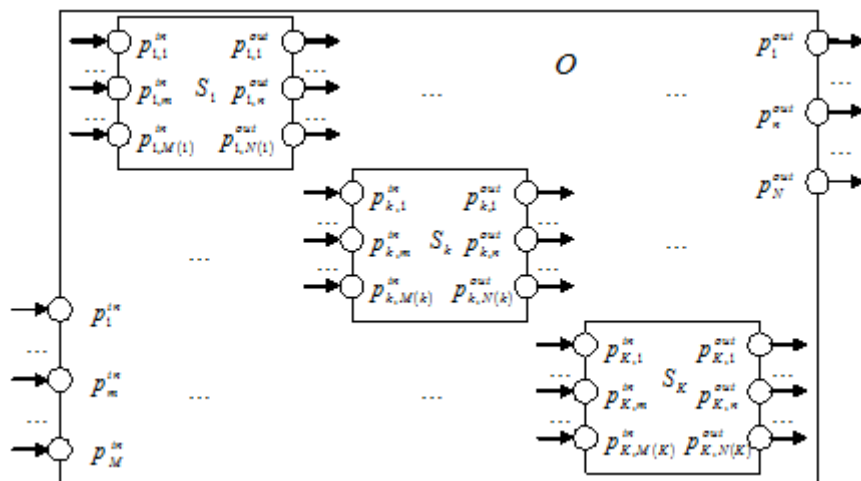 p_{1,1}^{in} p_{1,1}^{out}
...
p_{1,m}^{in} S_1 p_{1,n}^{out}
...
p_{1,M(1)}^{in} p_{1,N(1)}^{out}
...
...
O
p_1^{out}
...
p_n^{out}
...
p_N^{out}
p_{k,1}^{in} p_{k,1}^{out}
...
p_{k,m}^{in} S_k p_{k,n}^{out}
...
p_{k,M(k)}^{in} p_{k,N(k)}^{out}
...
...
p_1^{in}
...
p_m^{in}
...
p_M^{in}
...
...
p_{K,1}^{in} p_{K,1}^{out}
...
p_{K,m}^{in} S_K p_{K,n}^{out}
...
p_{K,M(K)}^{in} p_{K,N(K)}^{out}